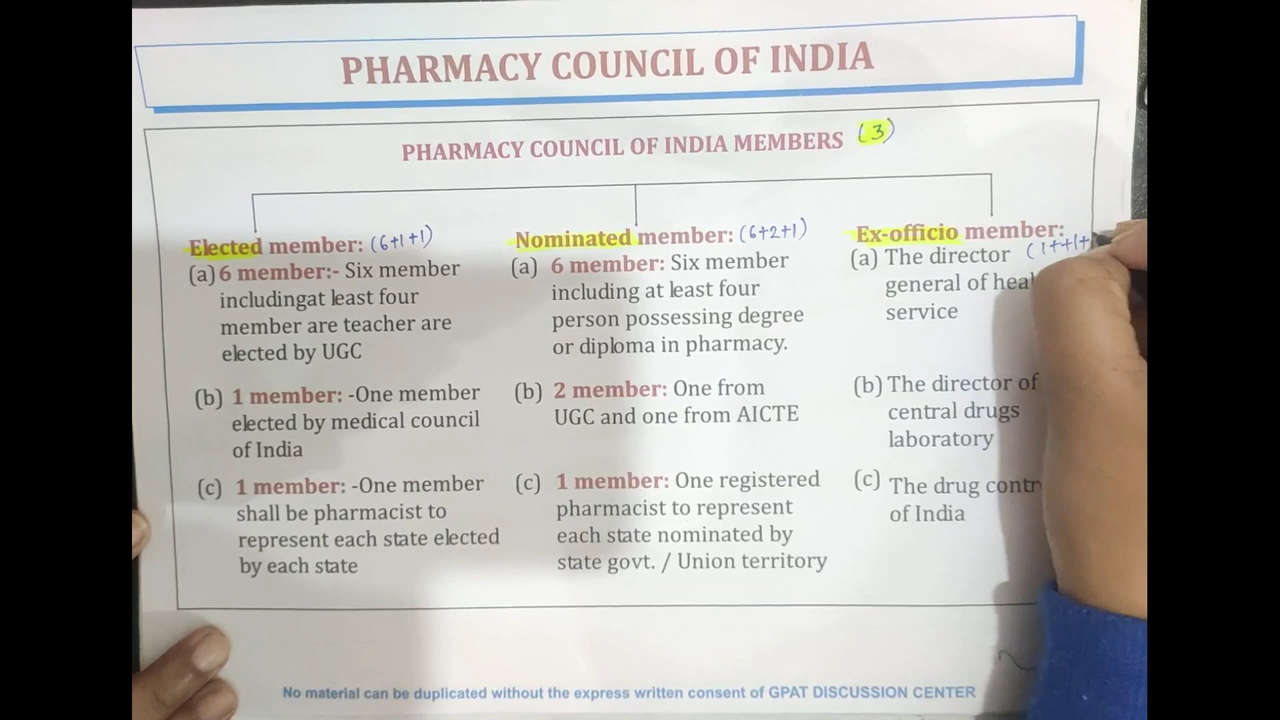 PHARMACY COUNCIL OF INDIA
PHARMACY COUNCIL OF INDIA MEMBERS (3)
Elected member: (6+1+1)
(a) 6 member:- Six member
includingat least four
member are teacher are
elected by UGC
(b) 1 member: -One member
elected by medical council
of India
(c) 1 member: -One member
shall be pharmacist to
represent each state elected
by each state
Nominated member: (6+2+1)
(a) 6 member: Six member
including at least four
person possessing degree
or diploma in pharmacy.
(b) 2 member: One from
UGC and one from AICTE
(c) 1 member: One registered
pharmacist to represent
each state nominated by
state govt. / Union territory
Ex-officio member:
(a) The director (1++1+
general of
service
(b) The director of
central drugs
laboratory
(c) The drug
of India
No material can be duplicated without the express written consent of GPAT DISCUSSION CENTER